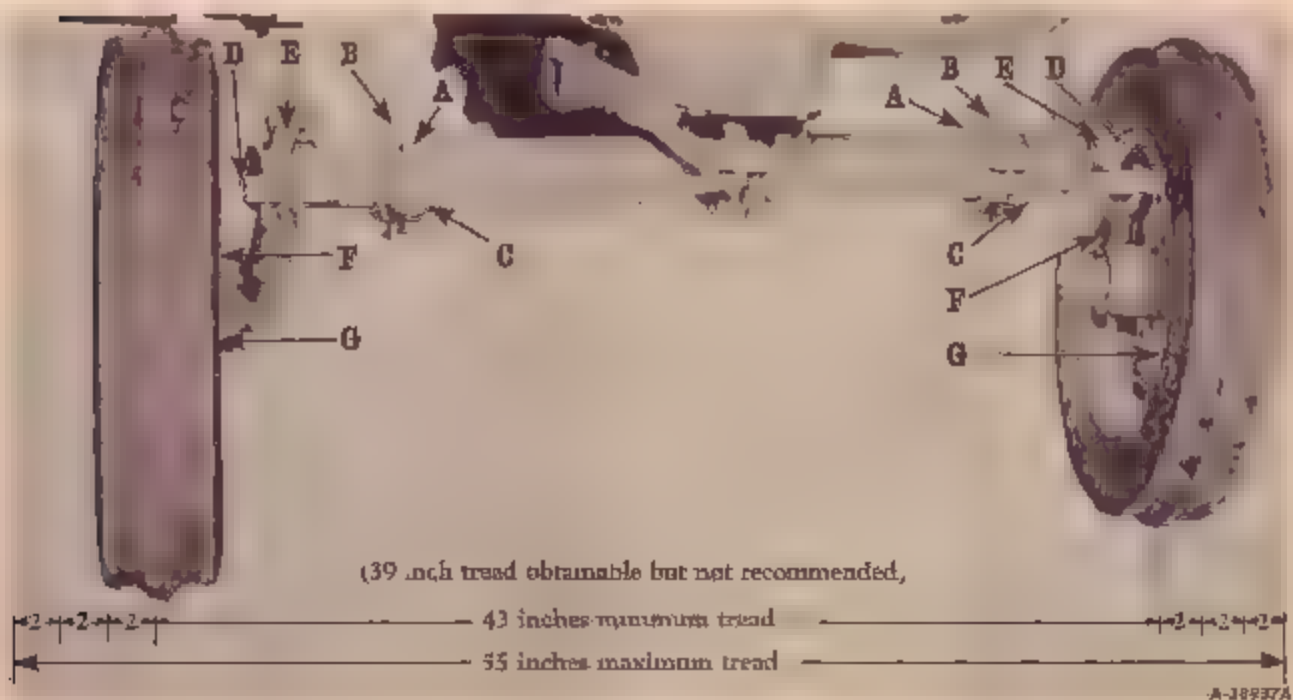 D E B A
B E D
A
F C
C
F
G
G
(39 inch tread obtainable but not recommended)
2 2 2 43 inches minimum tread 2 2 2
55 inches maximum tread
A-18937A